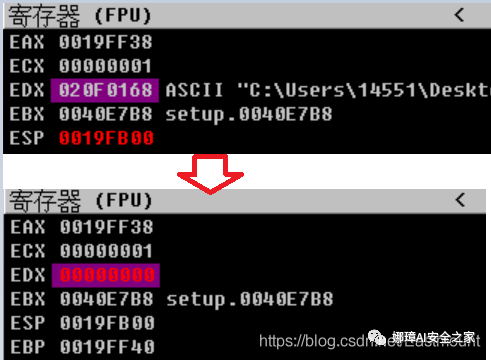 寄存器 (FPU) <
EAX 0019FF38
ECX 00000001
EDX 020F0168 ASCII "C:\Users\14551\Deskt
EBX 0040E7B8 setup.0040E7B8
ESP 0019FB00
寄存器 (FPU) <
EAX 0019FF38
ECX 00000001
EDX 00000000
EBX 0040E7B8 setup.0040E7B8
ESP 0019FB00
EBP 0019FF40
https://blog.csdn.net/Eastmount
娜璋AI安全之家